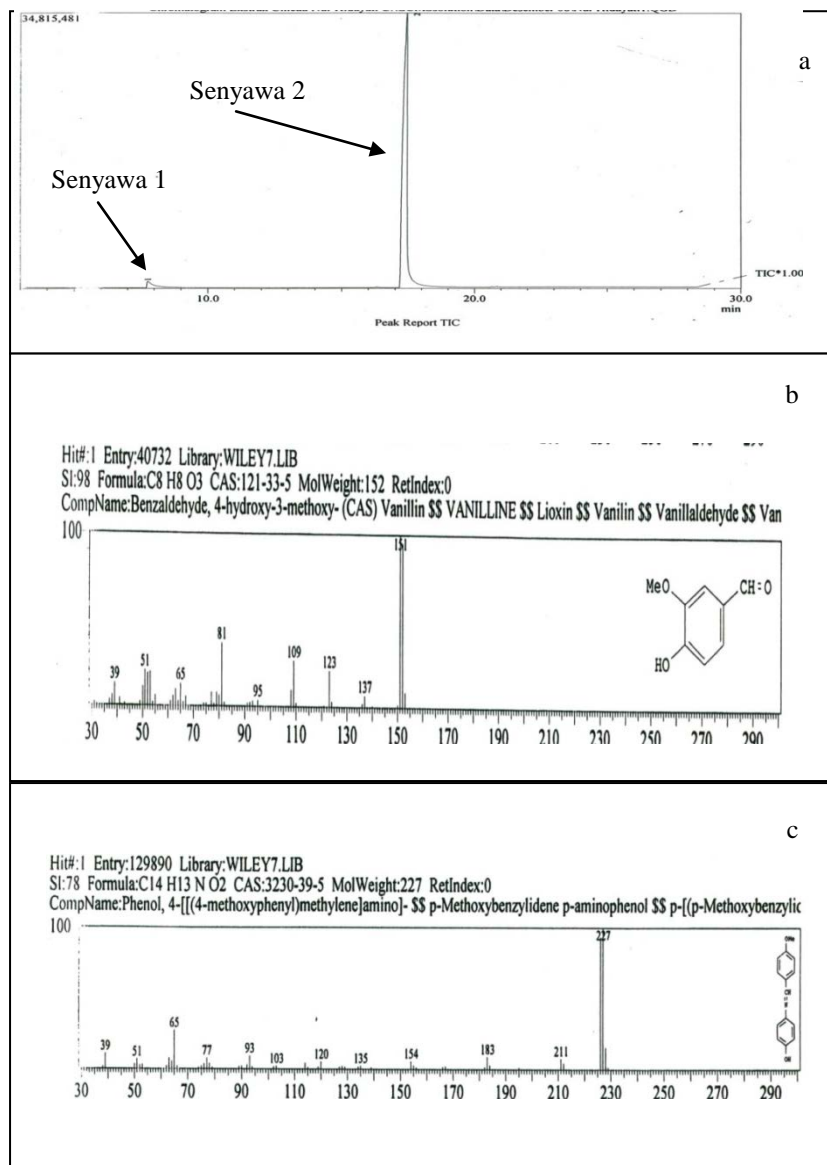 34,815,481
a
Senyawa 2
Senyawa 1
TIC*1.00
10.0 20.0 30.0
min
Peak Report TIC
b
Hit#:1 Entry:40732 Library:WILEY7.LIB
SI:98 Formula:C8 H8 O3 CAS:121-33-5 MolWeight:152 RetIndex:0
CompName:Benzaldehyde, 4-hydroxy-3-methoxy- (CAS) Vanillin $$ VANILLINE $$ Lioxin $$ Vanilin $$ Vanillaldehyde $$ Van
100
151
MeO CH=O
HO
81
109
51
123
39
65
137
95
30 50 70 90 110 130 150 170 190 210 230 250 270 290
c
Hit#:1 Entry:129890 Library:WILEY7.LIB
SI:78 Formula:C14 H13 N O2 CAS:3230-39-5 MolWeight:227 RetIndex:0
CompName:Phenol, 4-[[(4-methoxyphenyl)methylene]amino]- $$ p-Methoxybenzylidene p-aminophenol $$ p-[(p-Methoxybenzylic
100
227
OMe
CH
N
OH
65
39
51
77
93
103
120
135
154
183
211
30 50 70 90 110 130 150 170 190 210 230 250 270 290